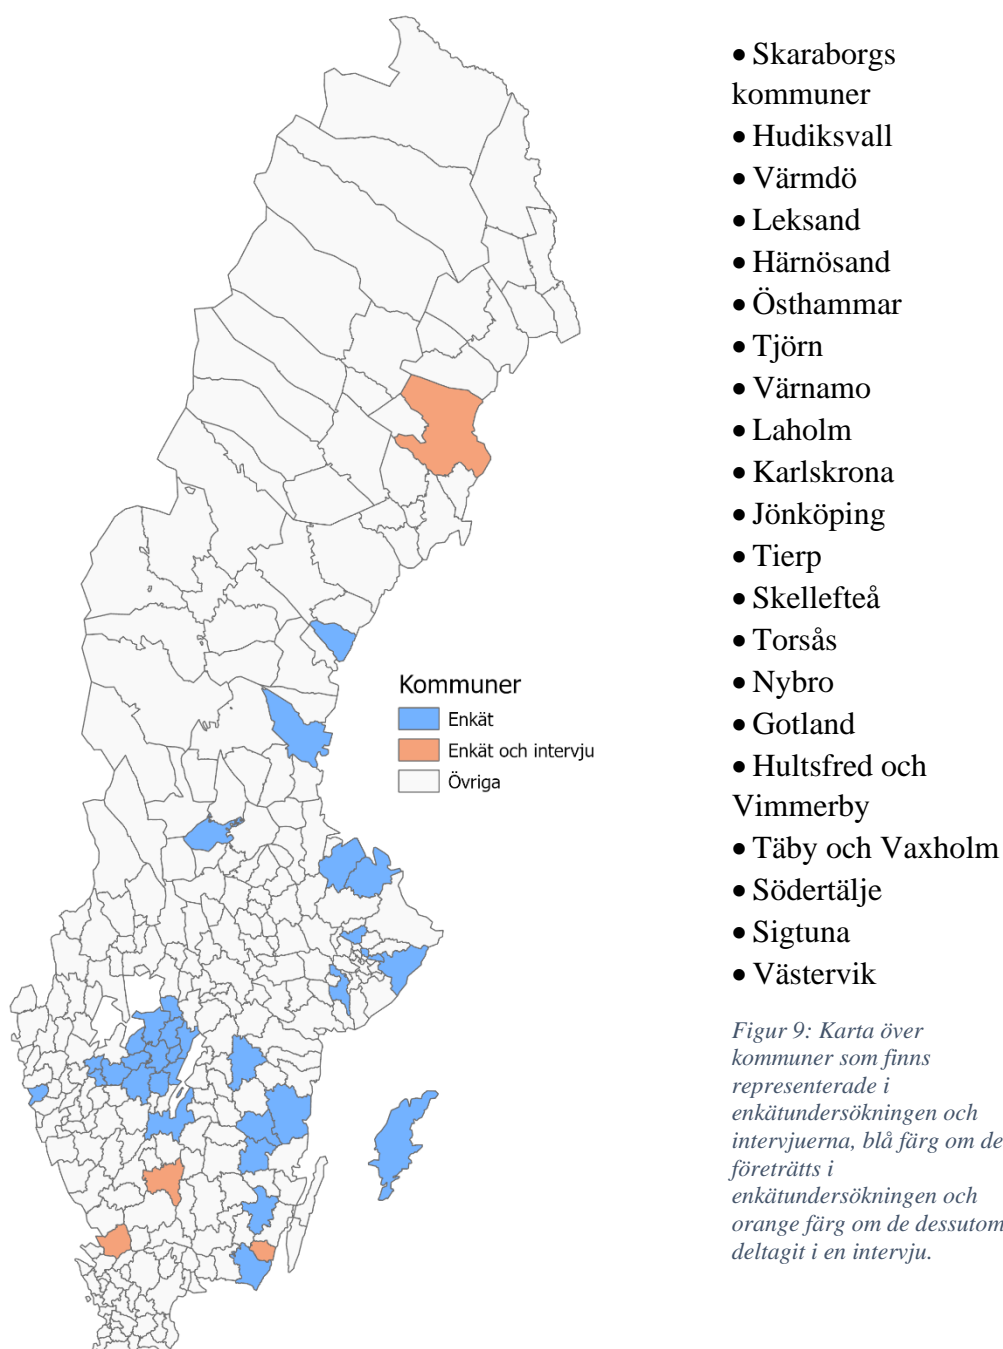 • Skaraborgs
kommuner
• Hudiksvall
• Värmdö
• Leksand
• Härnösand
• Östhammar
• Tjörn
• Värnamo
• Laholm
• Karlskrona
• Jönköping
• Tierp
• Skellefteå
• Torsås
• Nybro
• Gotland
• Hultsfred och
Vimmerby
• Täby och Vaxholm
• Södertälje
• Sigtuna
• Västervik
Kommuner
Enkät
Enkät och intervju
Övriga
Figur 9: Karta över
kommuner som finns
representerade i
enkätundersökningen och
intervjuerna, blå färg om de
företrätts i
enkätundersökningen och
orange färg om de dessutom
deltagit i en intervju.